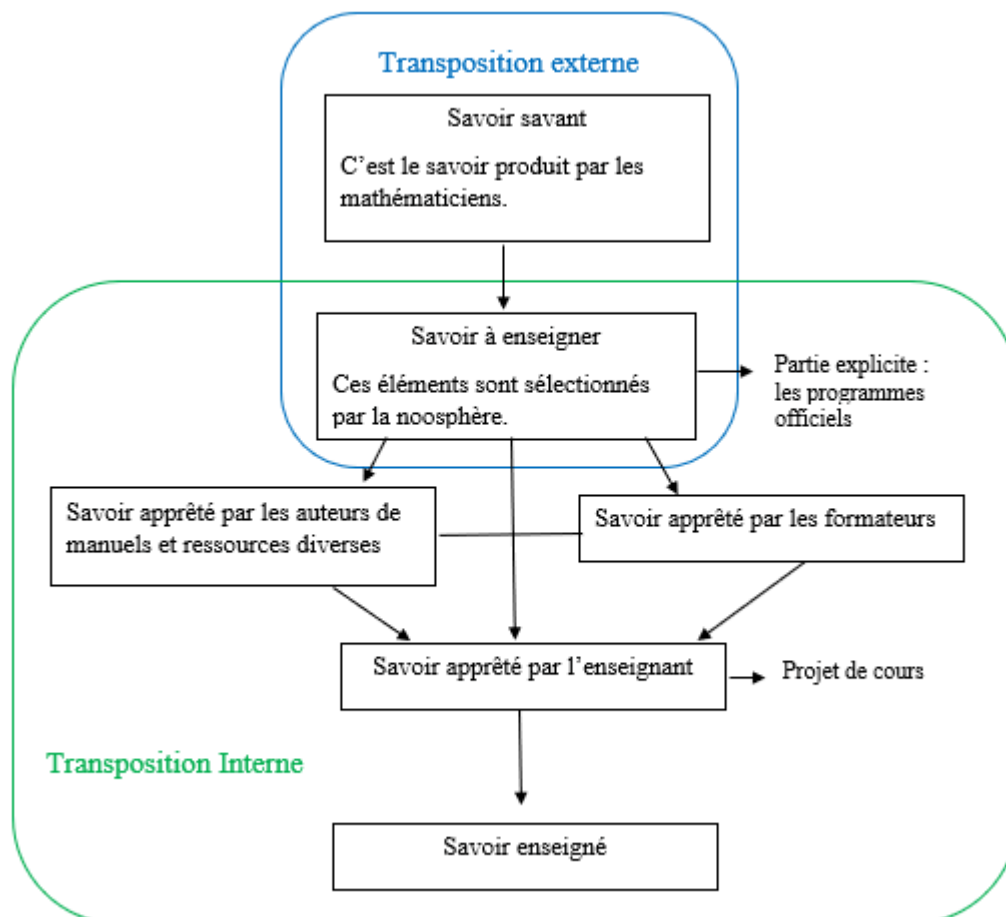 Transposition externe
Savoir savant
C’est le savoir produit par les
mathématiciens.
Savoir à enseigner
Ces éléments sont sélectionnés
par la noosphère.
Partie explicite :
les programmes
officiels
Savoir apprêté par les auteurs de
manuels et ressources diverses
Savoir apprêté par les formateurs
Savoir apprêté par l’enseignant
Projet de cours
Transposition Interne
Savoir enseigné